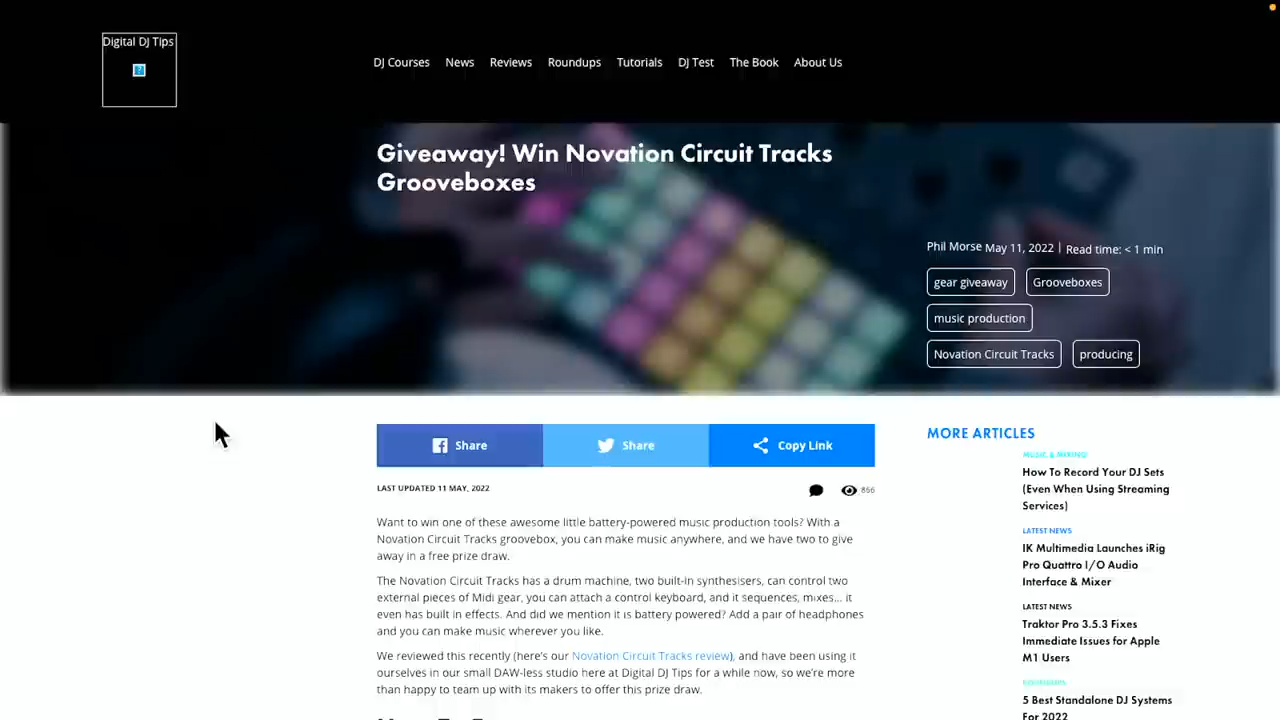 Digital DJ Tips
DJ Courses News Reviews Roundups Tutorials DJ Test The Book About Us
Giveaway! Win Novation Circuit Tracks
Grooveboxes
Phil Morse May 11, 2022 | Read time: < 1 min
gear giveaway Grooveboxes
music production
Novation Circuit Tracks producing
Share Share Copy Link
LAST UPDATED 11 MAY, 2022
866
Want to win one of these awesome little battery-powered music production tools? With a
Novation Circuit Tracks groovebox, you can make music anywhere, and we have two to give
away in a free prize draw.
The Novation Circuit Tracks has a drum machine, two built-in synthesisers, can control two
external pieces of Midi gear, you can attach a control keyboard, and it sequences, mixes... it
even has built in effects. And did we mention it is battery powered? Add a pair of headphones
and you can make music wherever you like.
We reviewed this recently (here's our Novation Circuit Tracks review), and have been using it
ourselves in our small DAW-less studio here at Digital DJ Tips for a while now, so we're more
than happy to team up with its makers to offer this prize draw.
MORE ARTICLES
MUSIC & MIXING
How To Record Your DJ Sets
(Even When Using Streaming
Services)
LATEST NEWS
IK Multimedia Launches iRig
Pro Quattro I/O Audio
Interface & Mixer
LATEST NEWS
Traktor Pro 3.5.3 Fixes
Immediate Issues for Apple
M1 Users
5 Best Standalone DJ Systems
For 2022